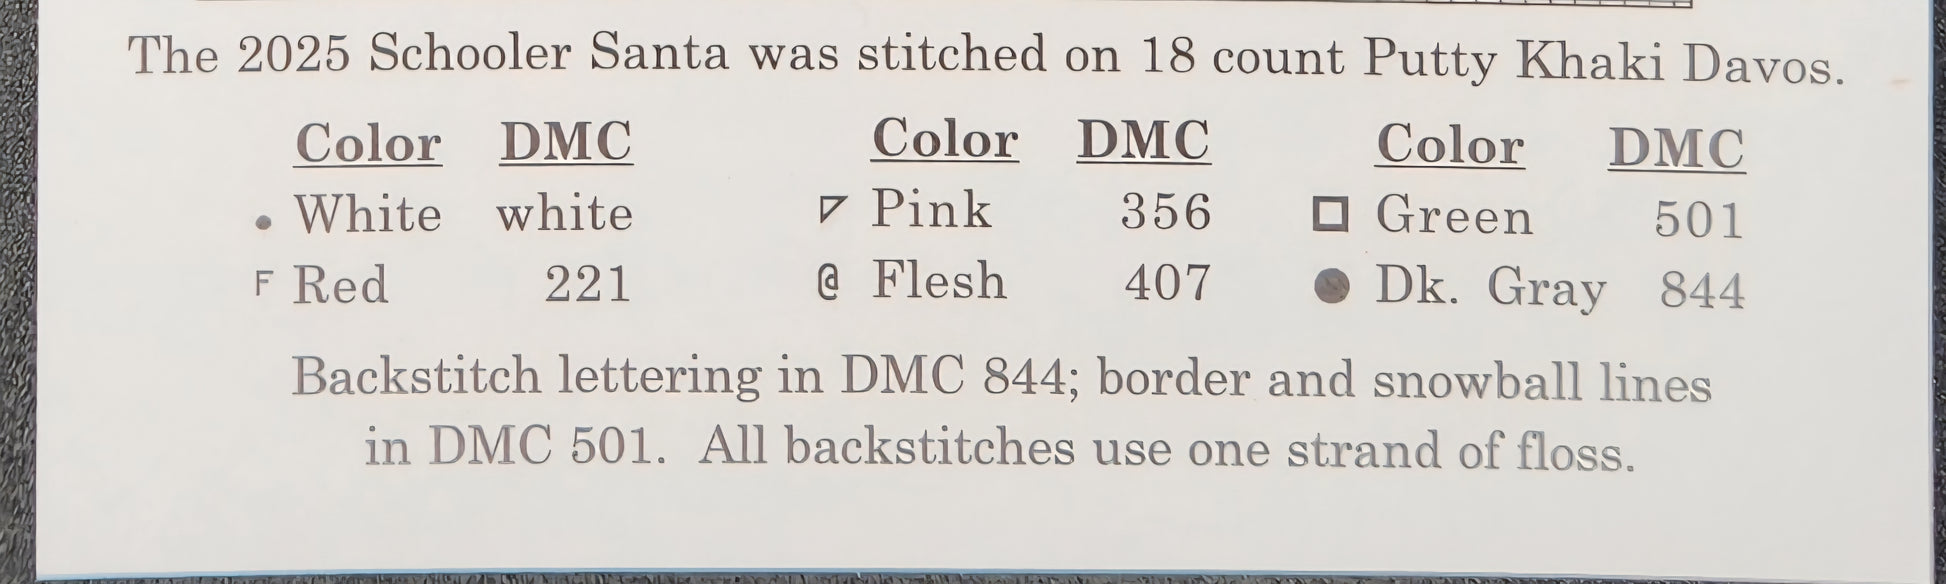 The 2025 Schooler Santa was stitched on 18 count Putty Khaki Davos.
Color DMC Color DMC Color DMC
• White white ▽ Pink 356 □ Green 501
F Red 221 @ Flesh 407 ● Dk. Gray 844
Backstitch lettering in DMC 844; border and snowball lines
in DMC 501. All backstitches use one strand of floss.